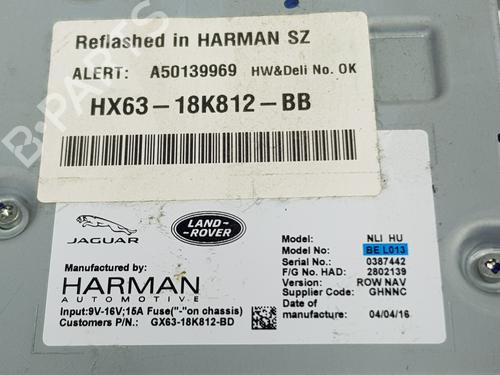 Reflashed in HARMAN SZ
ALERT: A50139969 HW&Deli No. OK
HX63-18K812-BB
B-PARTS
JAGUAR
LAND-ROVER
Manufactured by:
HARMAN
AUTOMOTIVE
Input:9V-16V;15A Fuse("-"on chassis)
Customers P/N.: GX63-18K812-BD
Model: NLI HU
Model No: BE L013
Serial No.: 0387442
F/G No. HAD: 2802139
Version: ROW NAV
Supplier Code: GHNNC
Date of manufacture: 04/04/16